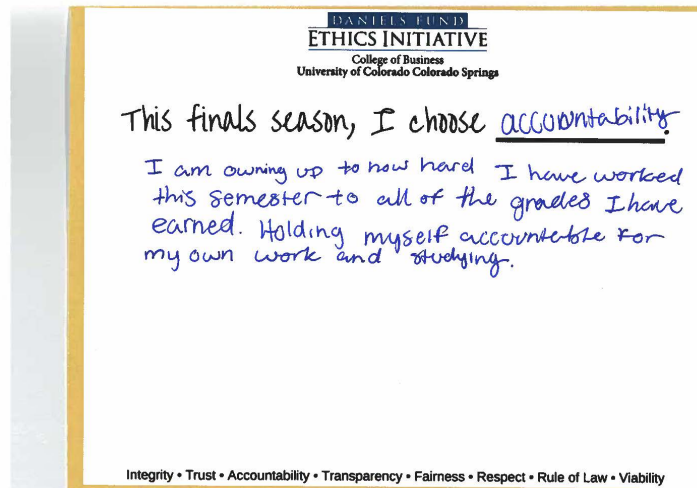 DANIELS FUND
ETHICS INITIATIVE
College of Business
University of Colorado Colorado Springs
This finals season, I choose accountability.
I am owning up to how hard I have worked
this semester to all of the grades I have
earned. Holding myself accountable for
my own work and studying.
Integrity • Trust • Accountability • Transparency • Fairness • Respect • Rule of Law • Viability